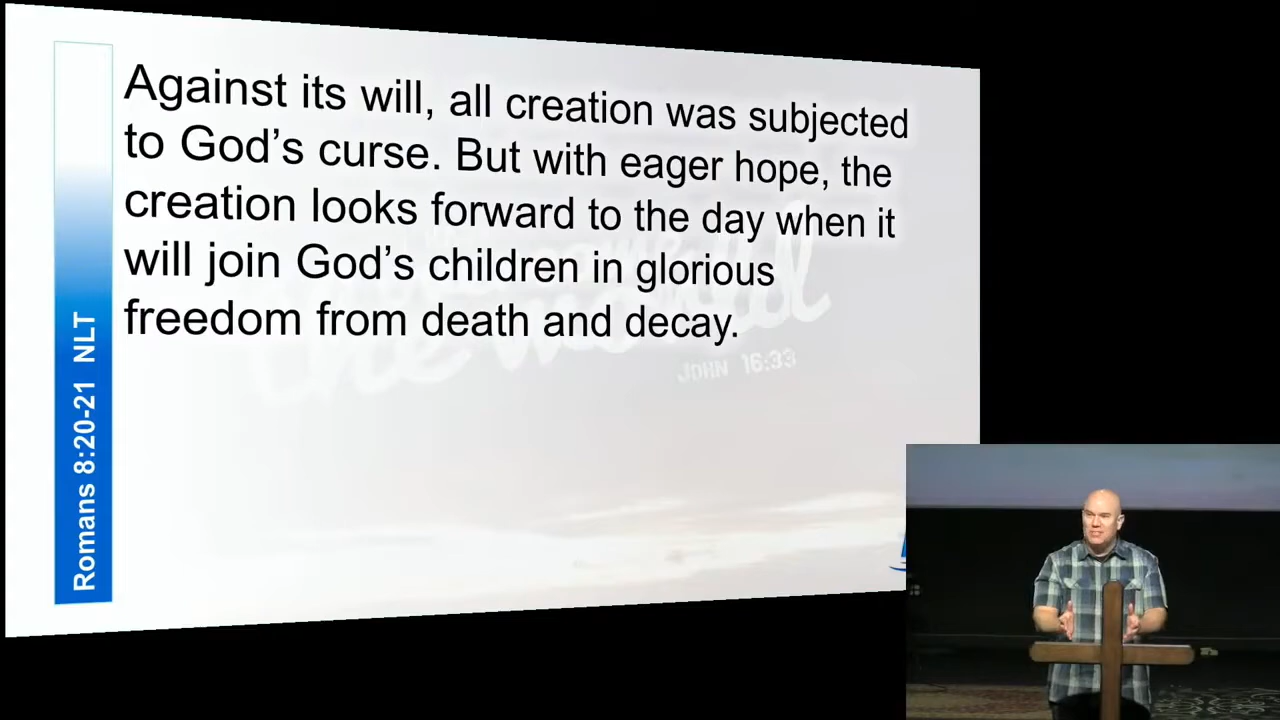 Against its will, all creation was subjected
to God's curse. But with eager hope, the
creation looks forward to the day when it
will join God's children in glorious
freedom from death and decay.
Romans 8:20-21 NLT
the world
JOHN 16:33